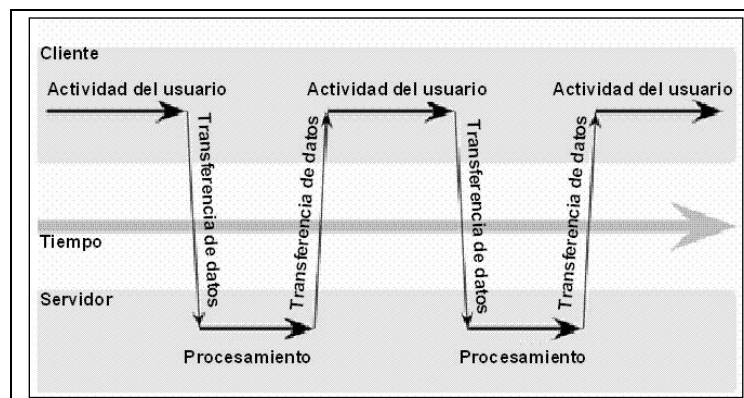 Cliente
Actividad del usuario
Actividad del usuario
Actividad del usuario
Transferencia de datos
Transferencia de datos
Transferencia de datos
Transferencia de datos
Tiempo
Servidor
Procesamiento
Procesamiento